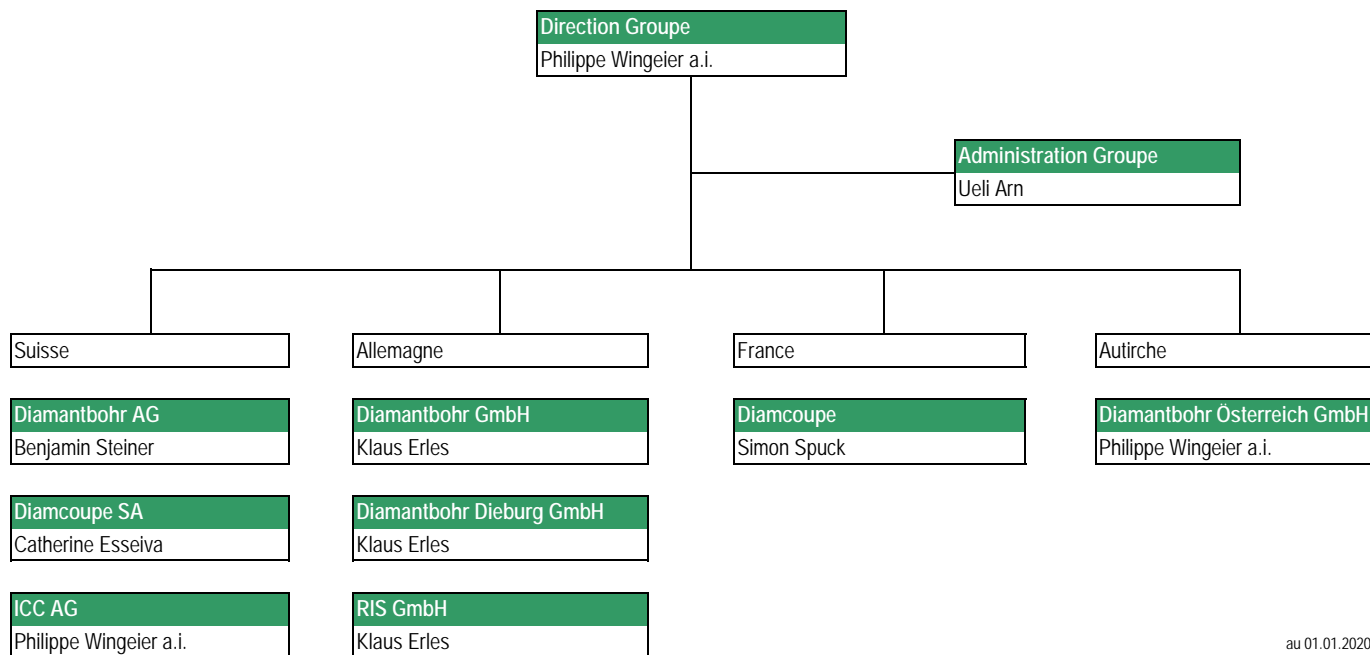 Direction Groupe
Philippe Wingeier a.i.
Administration Groupe
Ueli Arn
Suisse
Allemagne
France
Autirche
Diamantbohr AG
Benjamin Steiner
Diamantbohr GmbH
Klaus Erles
Diamcoupe
Simon Spuck
Diamantbohr Österreich GmbH
Philippe Wingeier a.i.
Diamcoupe SA
Catherine Esseiva
Diamantbohr Dieburg GmbH
Klaus Erles
ICC AG
Philippe Wingeier a.i.
RIS GmbH
Klaus Erles
au 01.01.2020